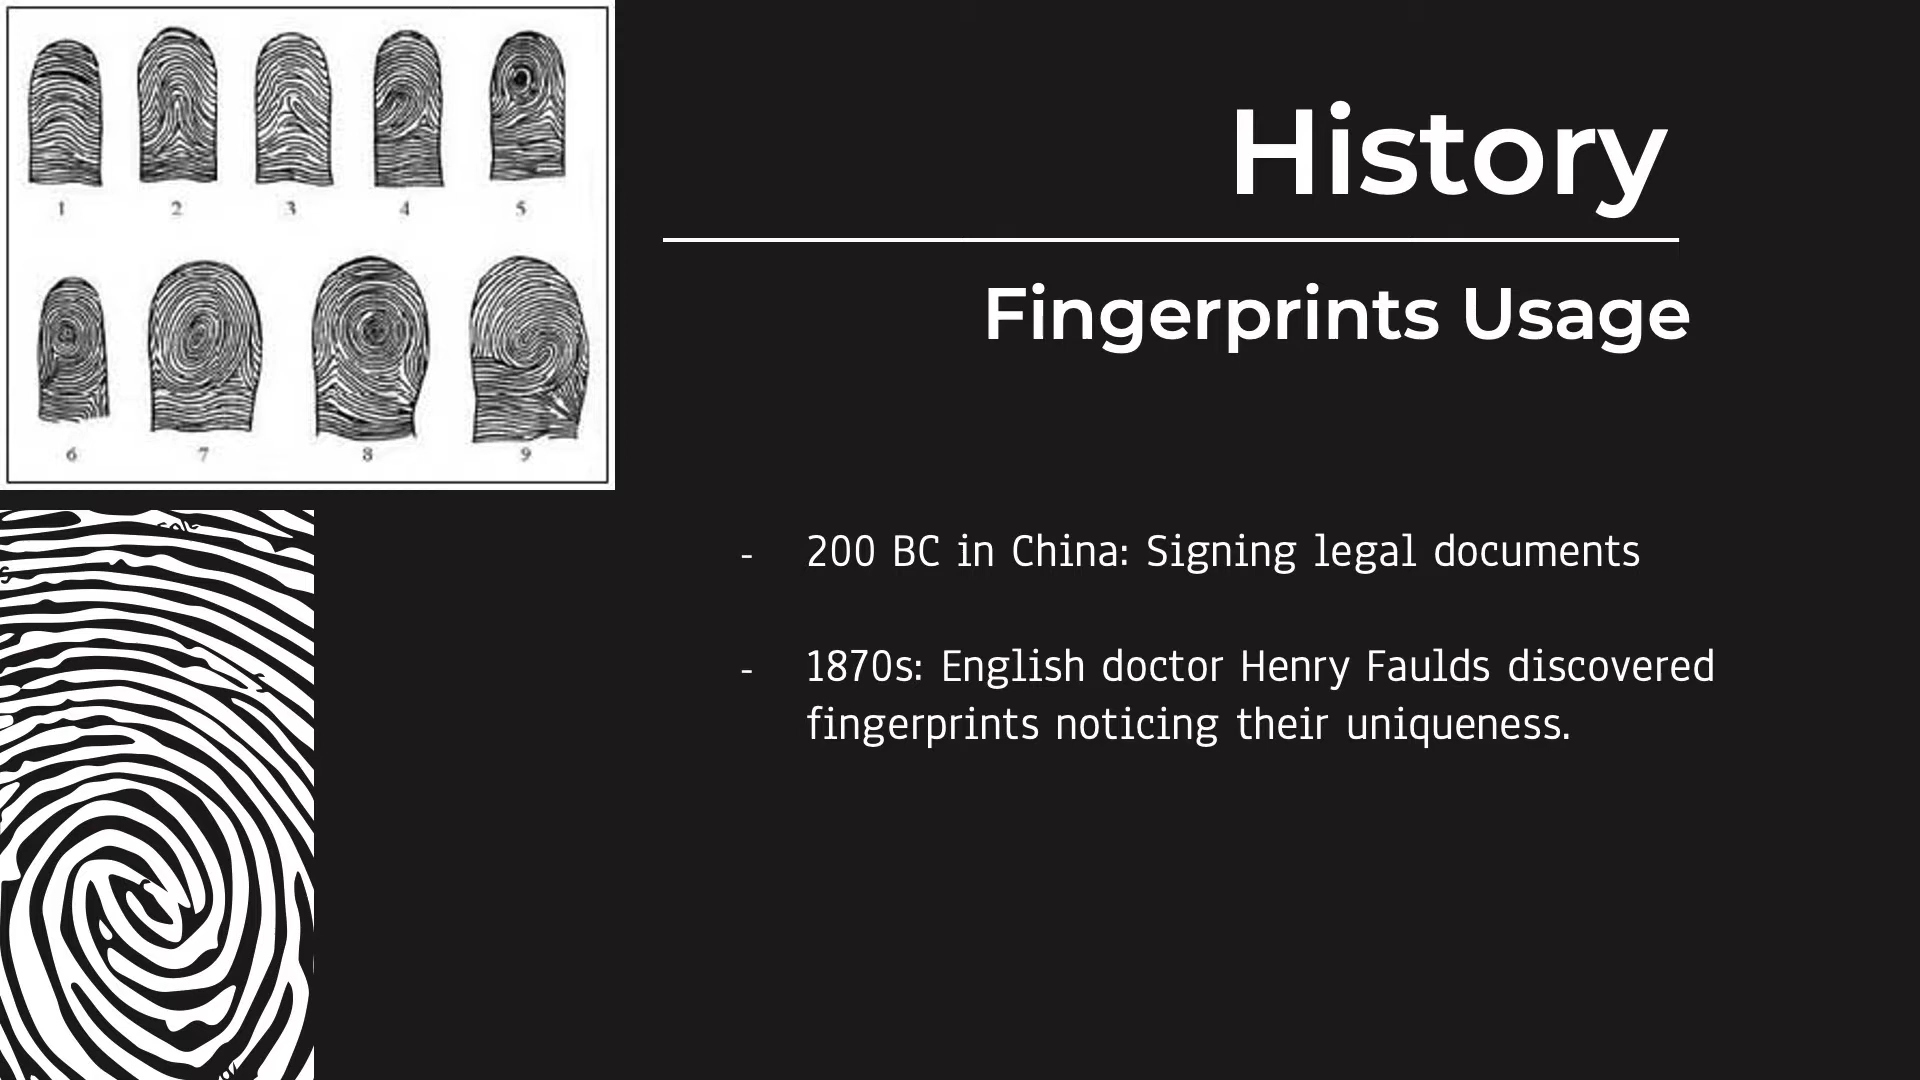 1 2 3 4 5
6 7 8 9
History
Fingerprints Usage
- 200 BC in China: Signing legal documents
- 1870s: English doctor Henry Faulds discovered
fingerprints noticing their uniqueness.